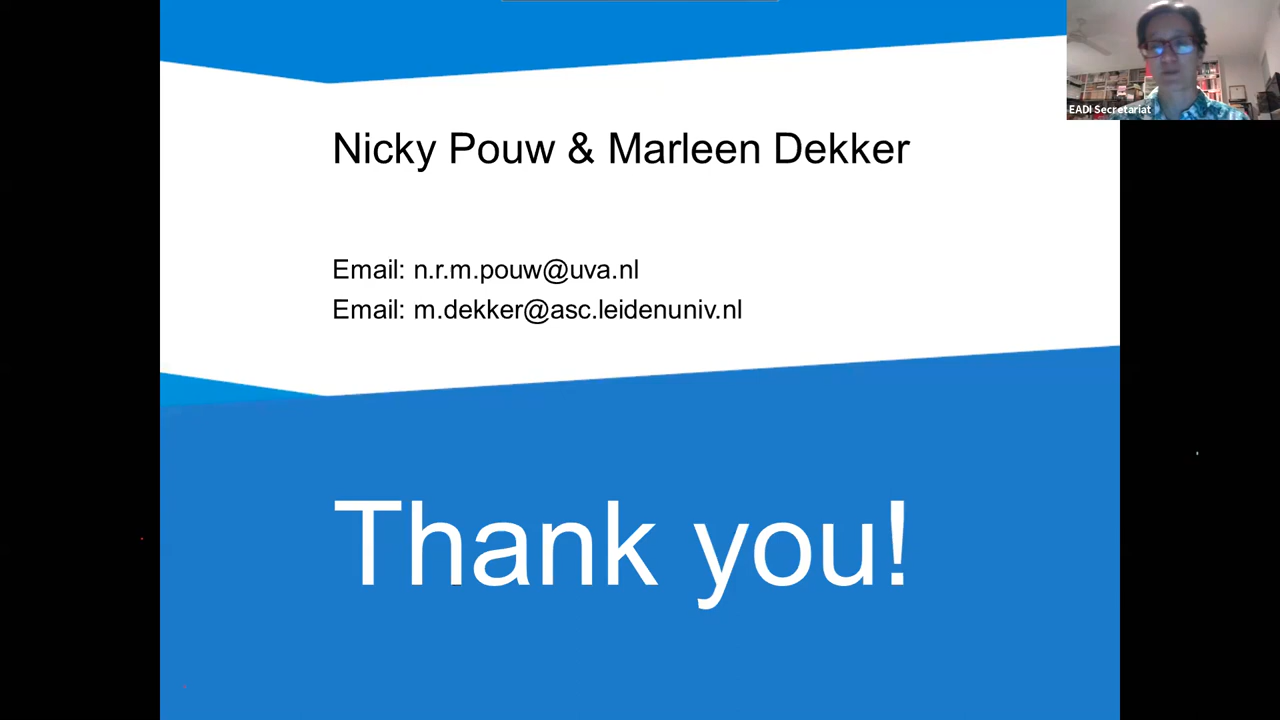 EADI Secretariat
Nicky Pouw & Marleen Dekker
Email: n.r.m.pouw@uva.nl
Email: m.dekker@asc.leidenuniv.nl
Thank you!